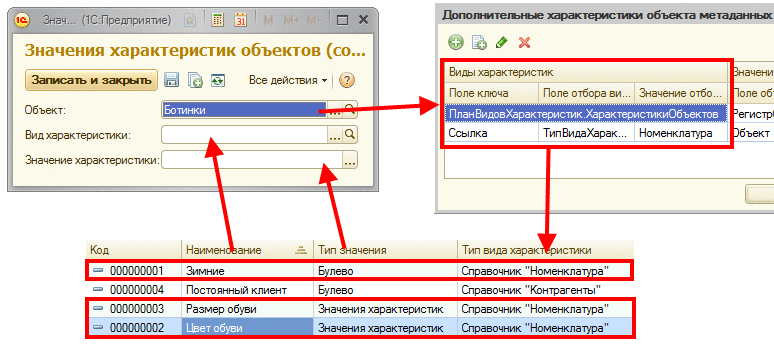 Знач... (1С:Предприятие)
M M+ M-
Значения характеристик объектов (со...
Записать и закрыть
Все действия
Объект: Ботинки
Вид характеристики:
Значение характеристики:
Дополнительные характеристики объекта метаданных
Виды характеристик
Значени
Поле ключа Поле отбора ви... Значение отбо... Поле об
ПланВидовХарактеристик.ХарактеристикиОбъектов Регистр
Ссылка ТипВидаХарак... Номенклатура Объект
Код Наименование Тип значения Тип вида характеристики
000000001 Зимние Булево Справочник "Номенклатура"
000000004 Постоянный клиент Булево Справочник "Контрагенты"
000000003 Размер обуви Значения характеристик Справочник "Номенклатура"
000000002 Цвет обуви Значения характеристик Справочник "Номенклатура"